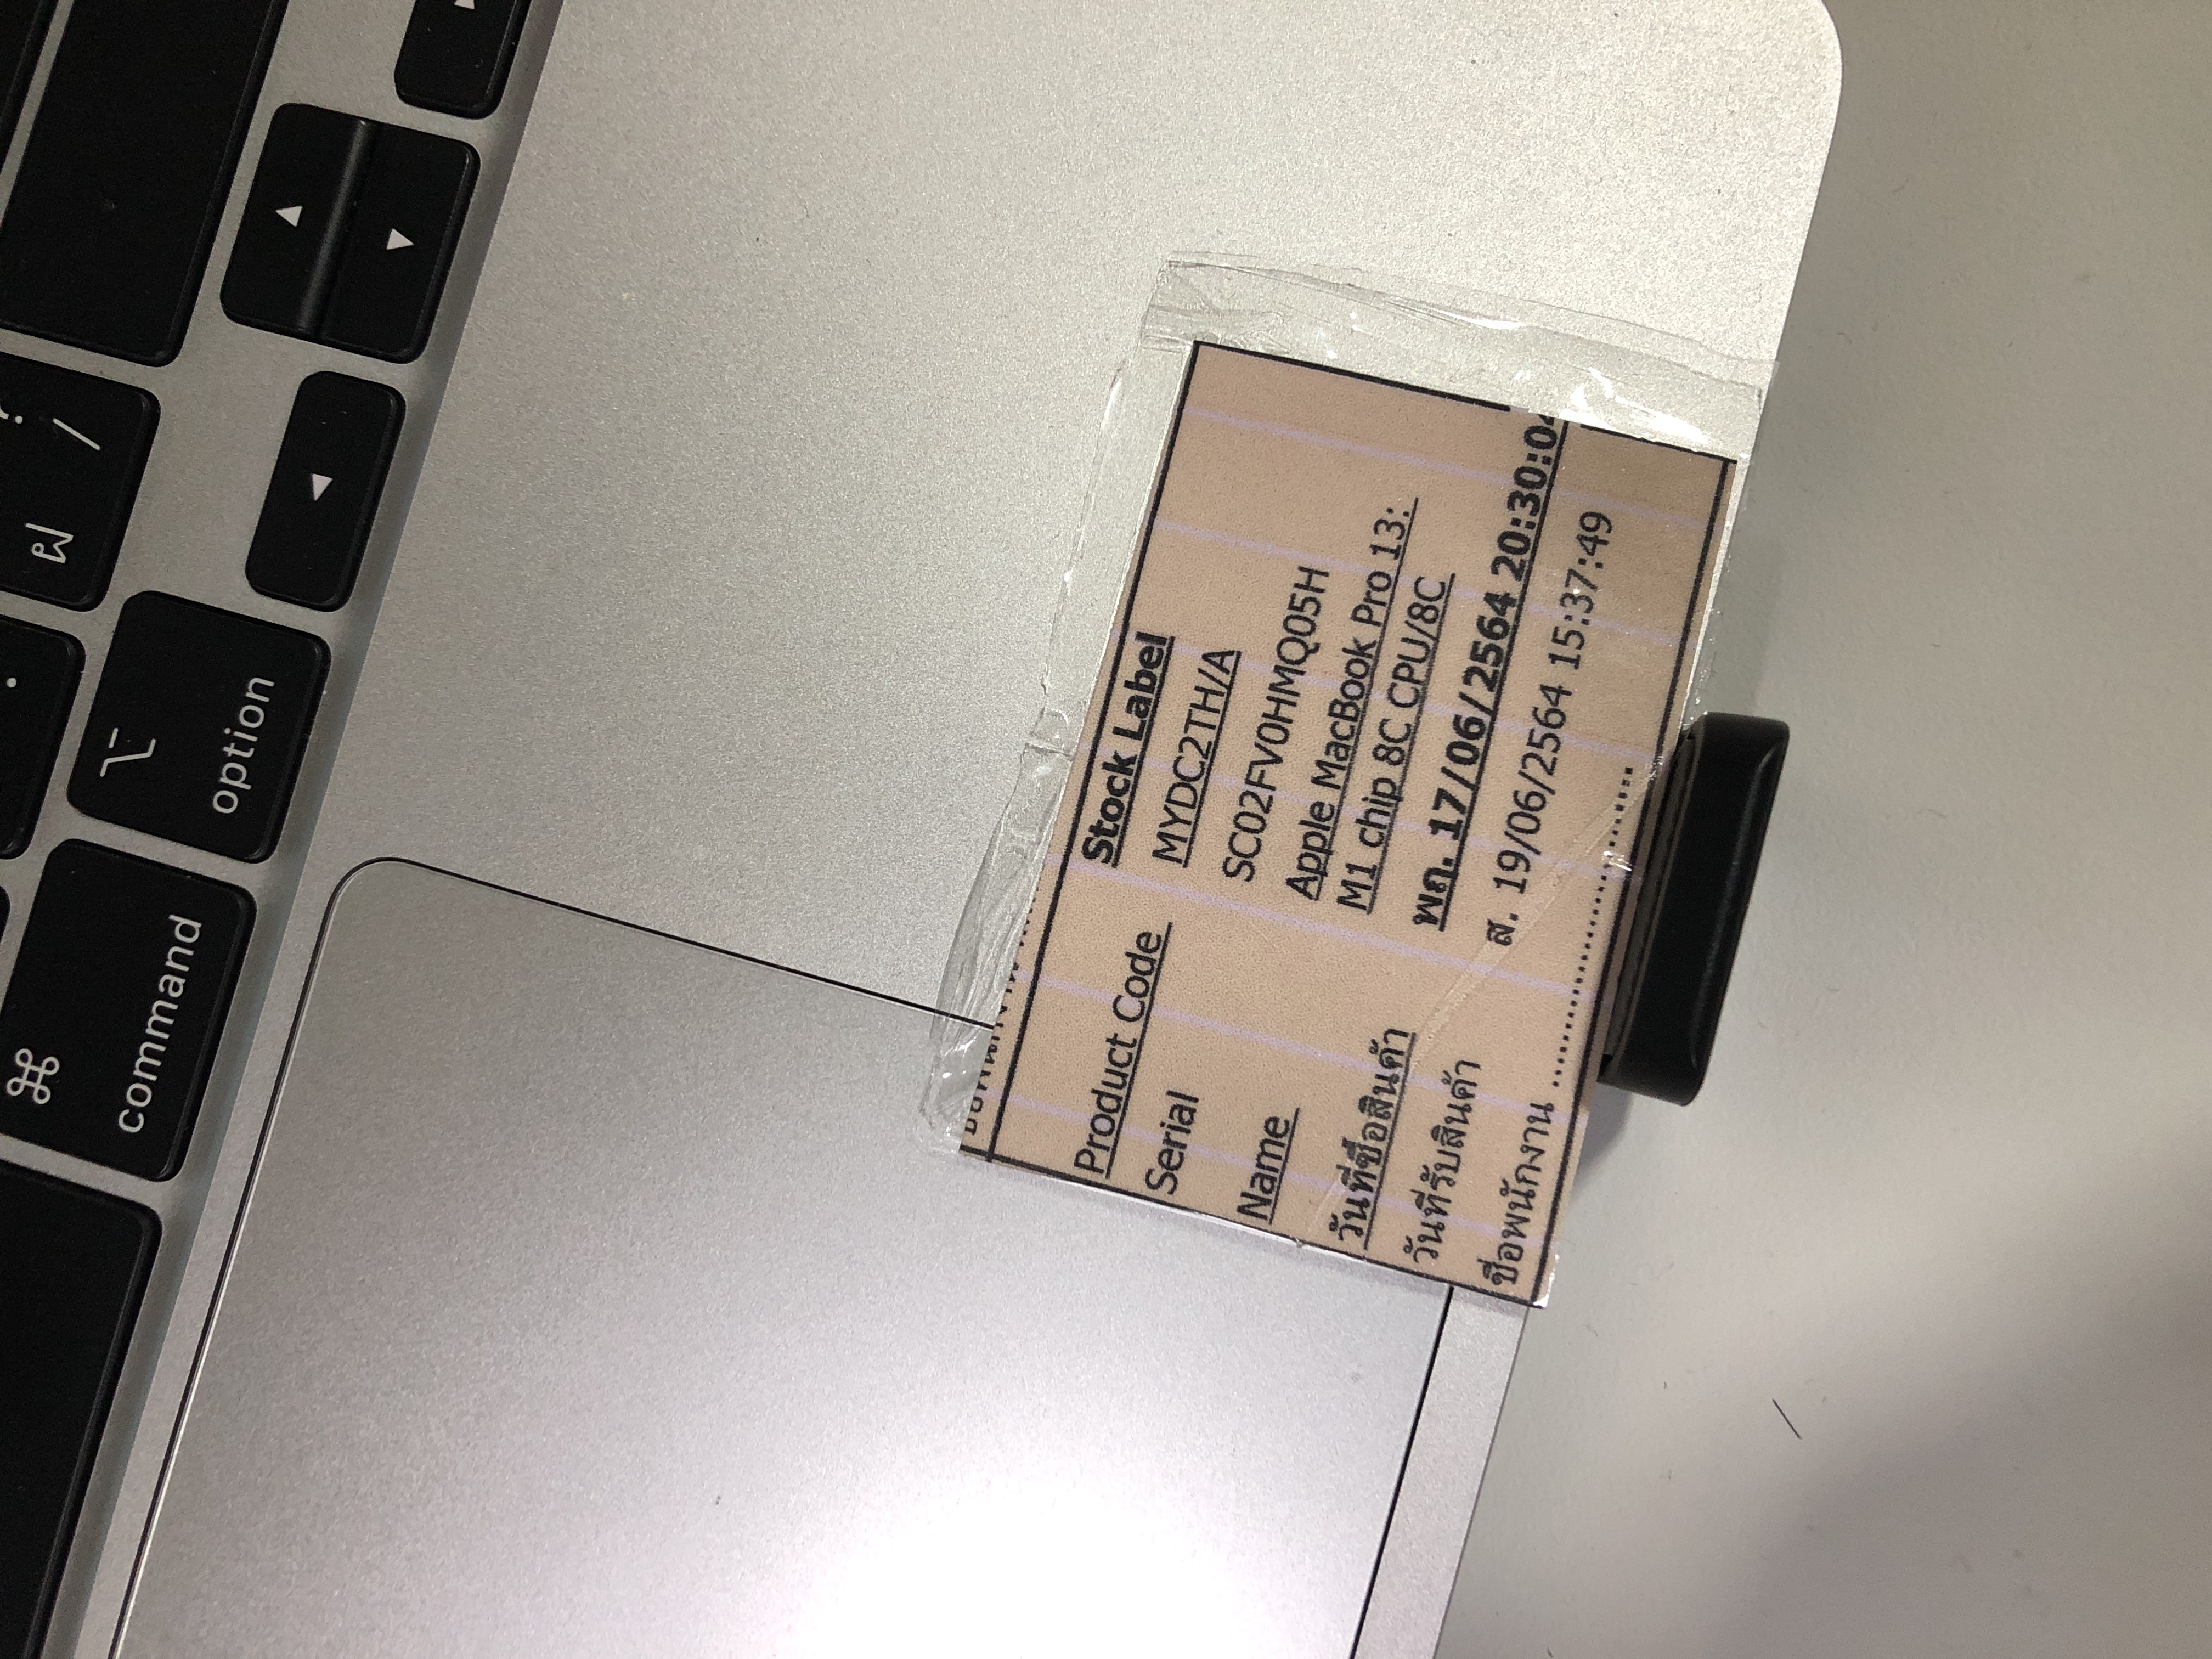 Stock Label
Product Code MYDC2TH/A
Serial SC02FV0HMQ05H
Name Apple MacBook Pro 13:
M1 chip 8C CPU/8C
วันที่ซื้อสินค้า พฤ. 17/06/2564 20:30:04
วันที่รับสินค้า ส. 19/06/2564 15:37:49
ชื่อพนักงาน ........................
/
ฝ
option
⌘
command